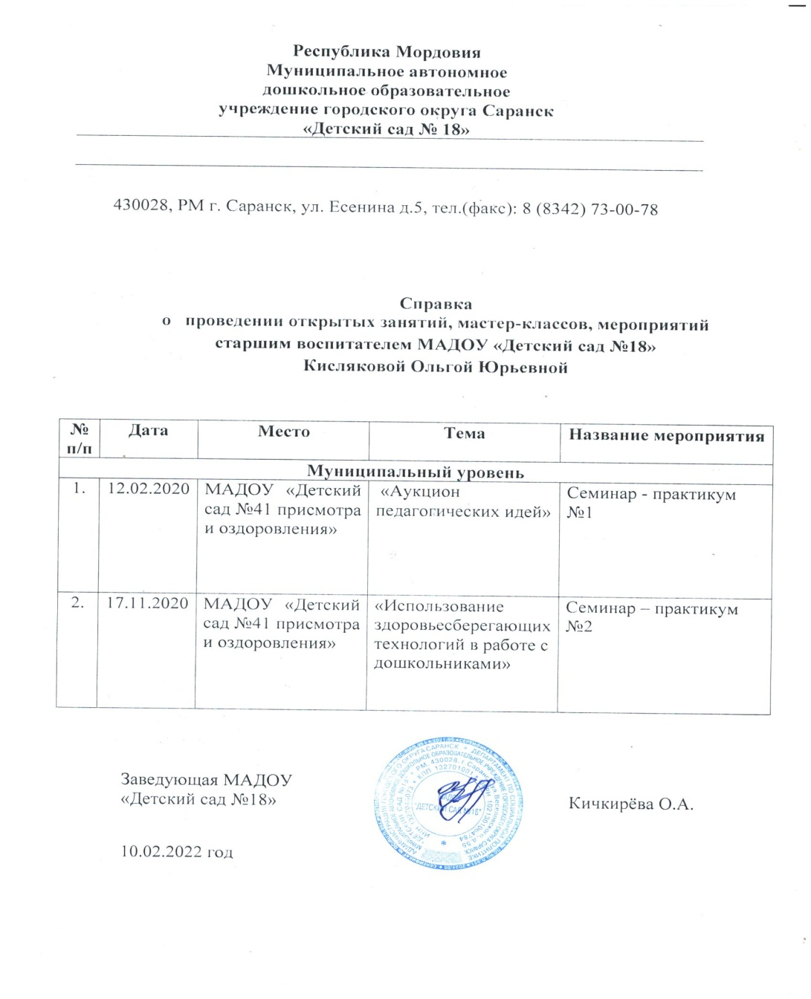 Республика Мордовия
Муниципальное автономное
дошкольное образовательное
учреждение городского округа Саранск
«Детский сад № 18»
430028, РМ г. Саранск, ул. Есенина д.5, тел.(факс): 8 (8342) 73-00-78
Справка
о проведении открытых занятий, мастер-классов, мероприятий
старшим воспитателем МАДОУ «Детский сад №18»
Кисляковой Ольгой Юрьевной
№ п/п Дата Место Тема Название мероприятия
Муниципальный уровень
1. 12.02.2020 МАДОУ «Детский «Аукцион Семинар - практикум
сад №41 присмотра педагогических идей» №1
и оздоровления»
2. 17.11.2020 МАДОУ «Детский «Использование Семинар – практикум
сад №41 присмотра здоровьесберегающих №2
и оздоровления» технологий в работе с
дошкольниками»
Заведующая МАДОУ
«Детский сад №18» Кичкирёва О.А.
"ДЕТСКИЙ САД №18"
10.02.2022 год